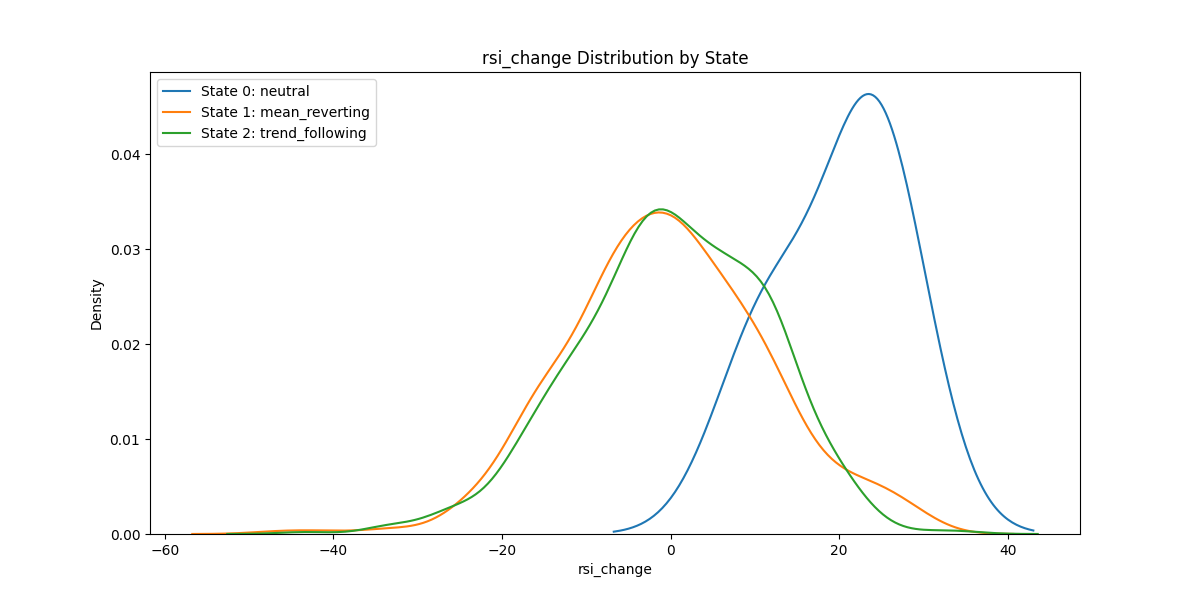 rsi_change Distribution by State
State 0: neutral
State 1: mean_reverting
State 2: trend_following
Density
0.04
0.03
0.02
0.01
0.00
−60
−40
−20
0
20
40
rsi_change